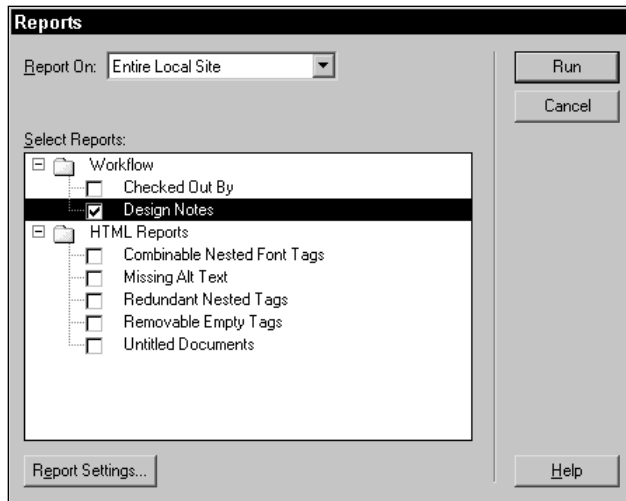 Reports
Report On: Entire Local Site
Run
Cancel
Select Reports:
Workflow
Checked Out By
Design Notes
HTML Reports
Combinable Nested Font Tags
Missing Alt Text
Redundant Nested Tags
Removable Empty Tags
Untitled Documents
Report Settings...
Help